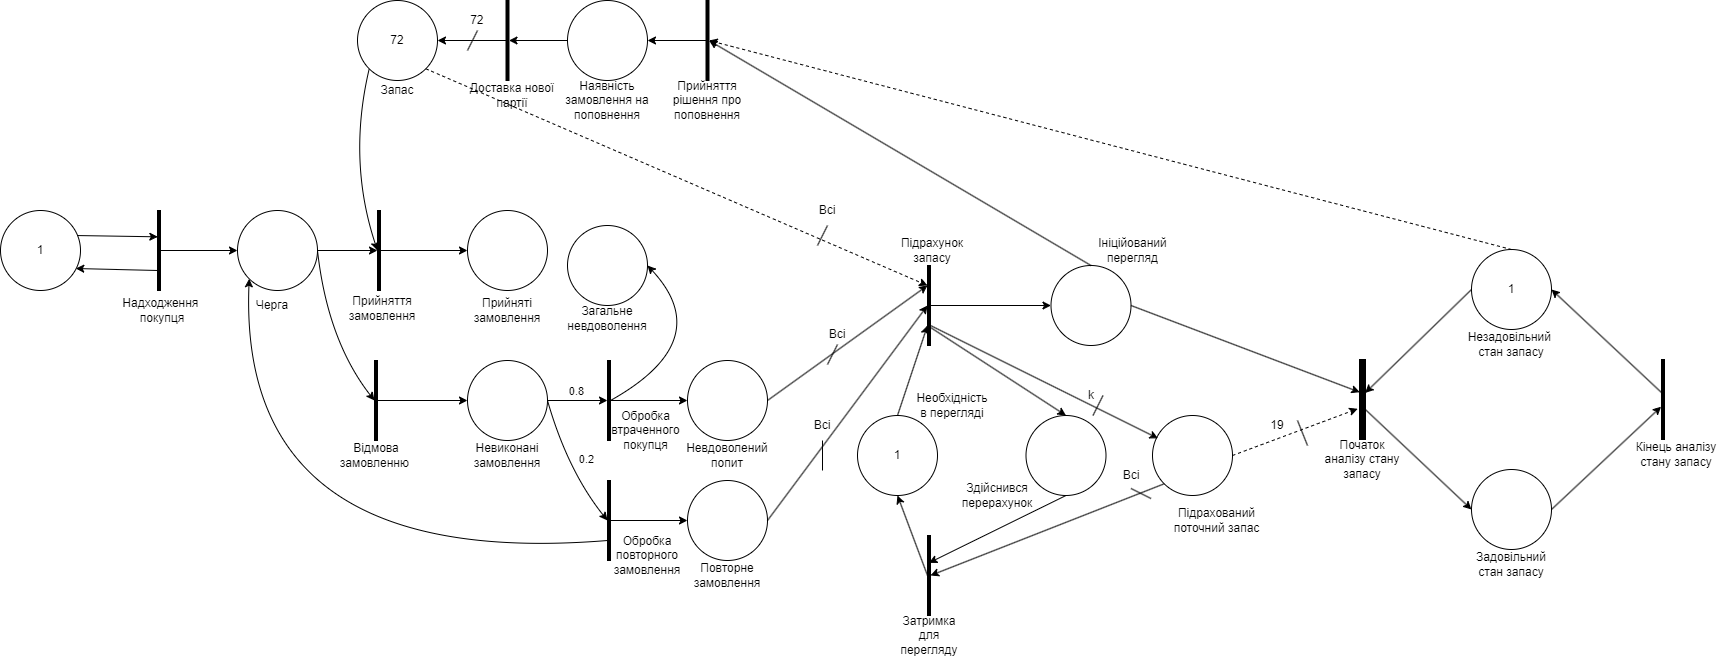 72
72
Запас
Доставка нової
партії
Наявність
замовлення на
поповнення
Прийняття
рішення про
поповнення
Всі
1
Надходження
покупця
Черга
Прийняття
замовлення
Прийняті
замовлення
Загальне
невдоволення
Підрахунок
запасу
Ініційований
перегляд
1
Незадовільний
стан запасу
Всі
Відмова
замовленню
Невиконані
замовлення
0.8
0.2
Обробка
втраченного
покупця
Недоволений
попит
Всі
Обробка
повторного
замовлення
Повторне
замовлення
Необхідність
в перегляді
1
k
Здійснився
перерахунок
Всі
Підрахований
поточний запас
19
Початок
аналізу стану
запасу
Кінець аналізу
стану запасу
Задовільний
стан запасу
Затримка
для
перегляду